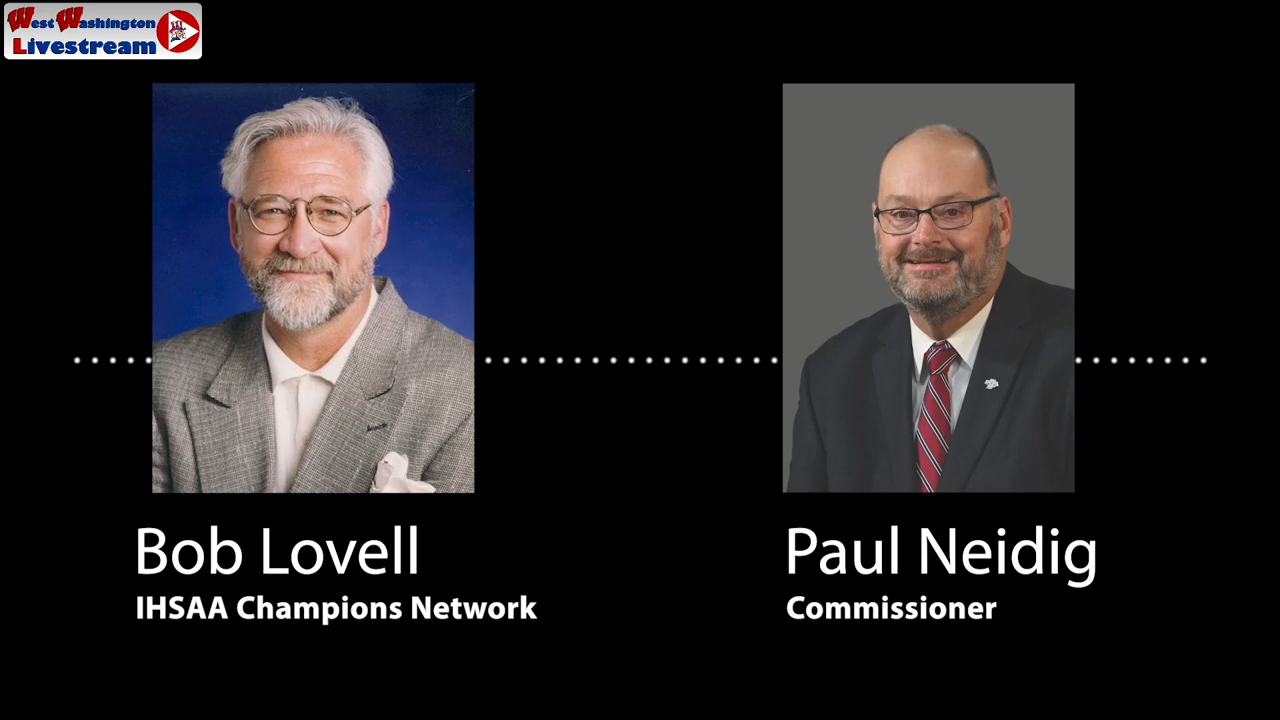 West Washington
Livestream
Bob Lovell
IHSAA Champions Network
Paul Neidig
Commissioner